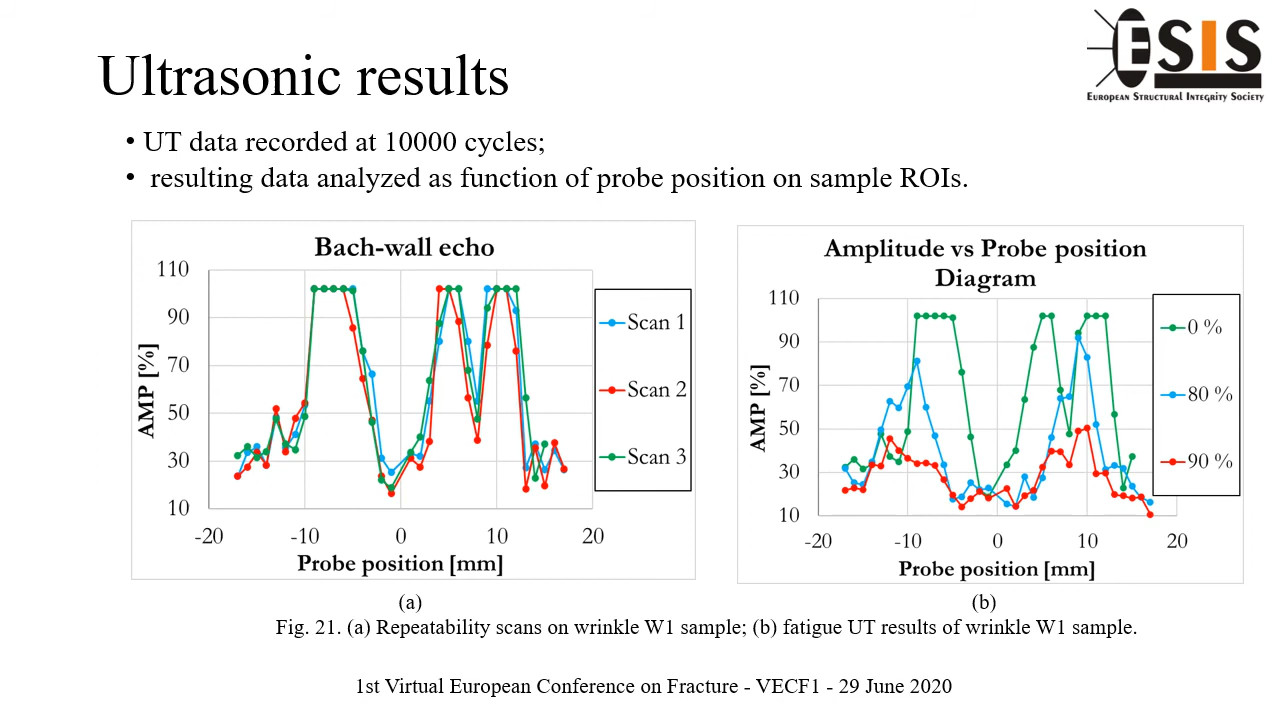 ESIS
European Structural Integrity Society
Ultrasonic results
• UT data recorded at 10000 cycles;
• resulting data analyzed as function of probe position on sample ROIs.
Bach-wall echo
110
90
70
50
30
10
-20 -10 0 10 20
AMP [%]
Probe position [mm]
Scan 1
Scan 2
Scan 3
(a)
Amplitude vs Probe position
Diagram
110
90
70
50
30
10
-20 -10 0 10 20
AMP [%]
Probe position [mm]
0 %
80 %
90 %
(b)
Fig. 21. (a) Repeatability scans on wrinkle W1 sample; (b) fatigue UT results of wrinkle W1 sample.
1st Virtual European Conference on Fracture - VECF1 - 29 June 2020